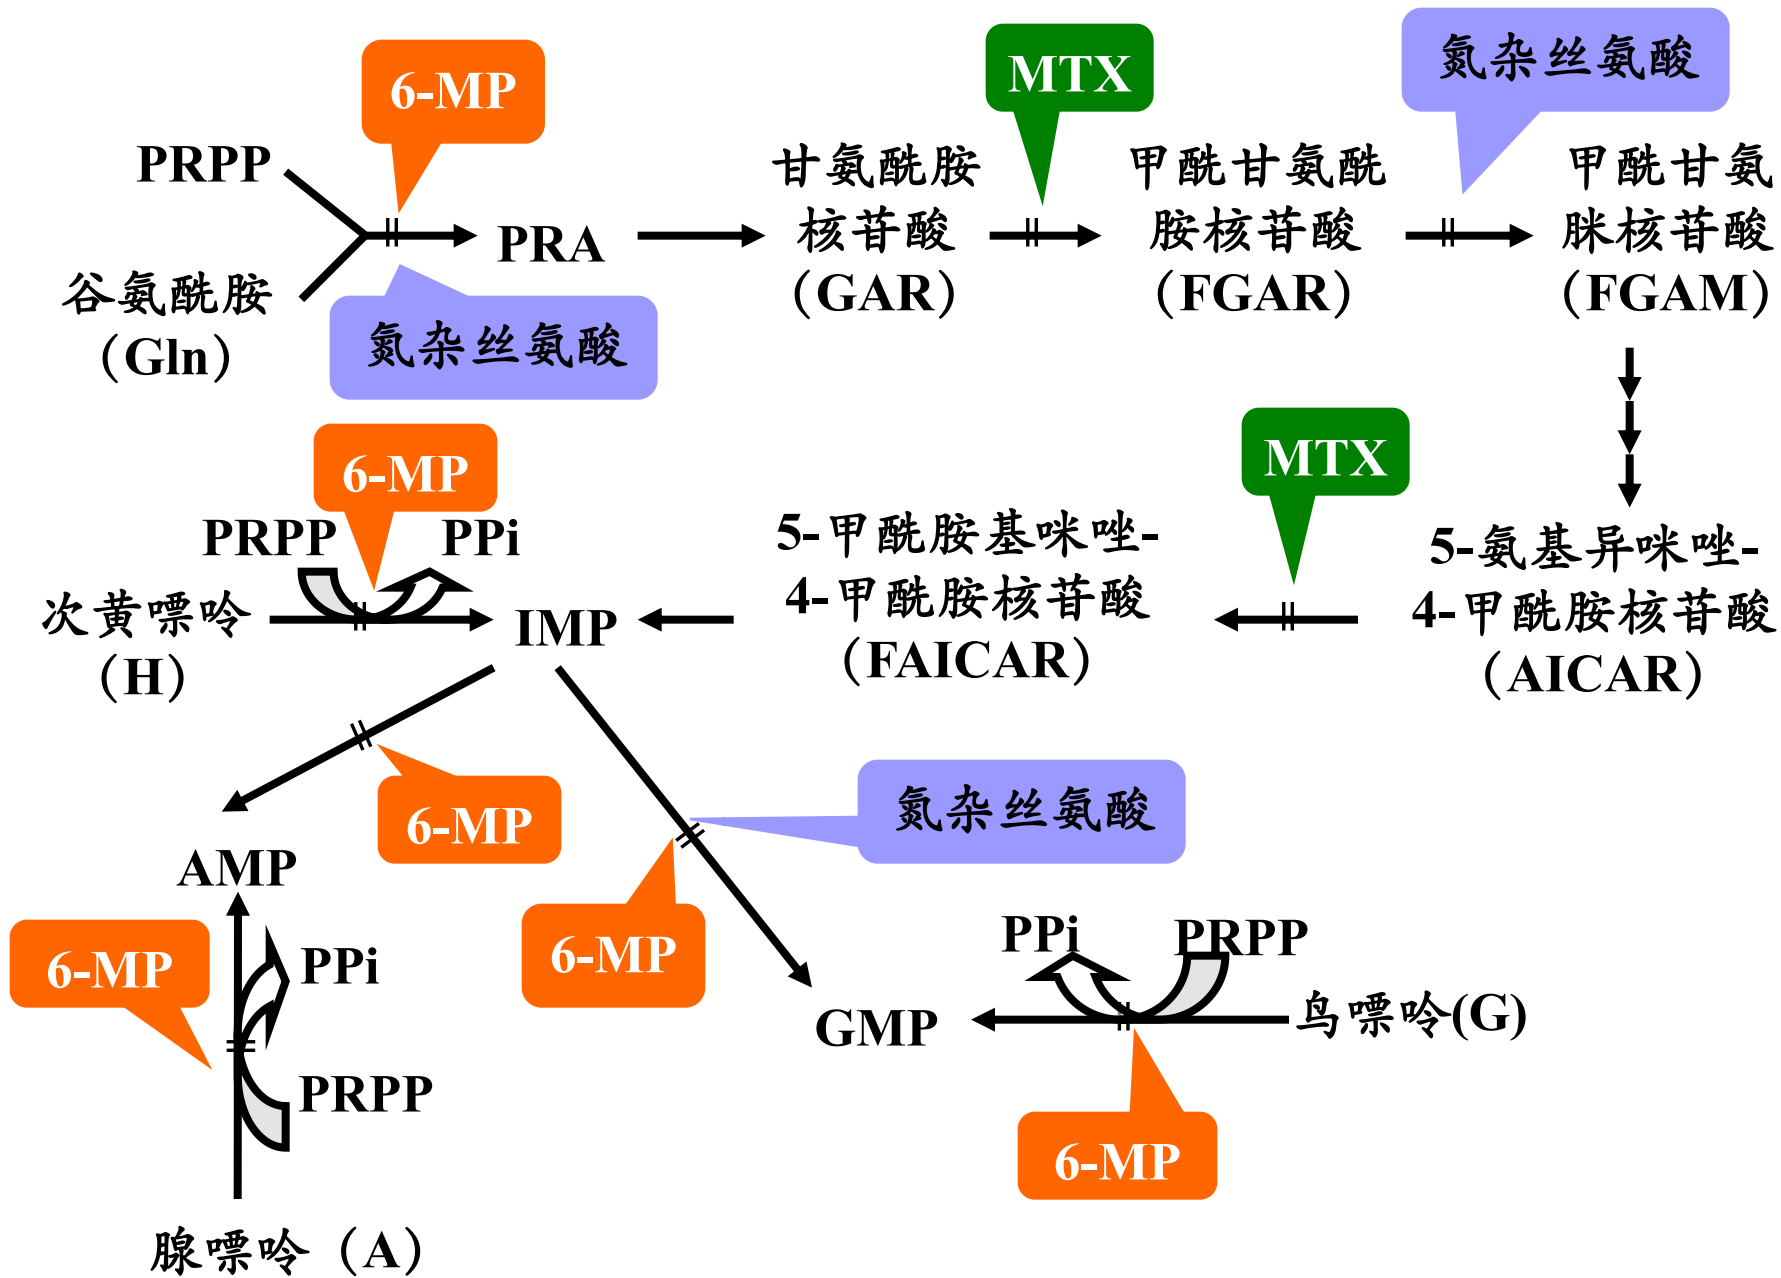 6-MP
MTX
氮杂丝氨酸
PRPP
谷氨酰胺
（Gln）
氮杂丝氨酸
PRA
甘氨酰胺
核苷酸
（GAR）
甲酰甘氨酰
胺核苷酸
（FGAR）
甲酰甘氨
脒核苷酸
（FGAM）
6-MP
MTX
PRPP
PPi
次黄嘌呤
（H）
IMP
5-甲酰胺基咪唑-
4-甲酰胺核苷酸
（FAICAR）
5-氨基异咪唑-
4-甲酰胺核苷酸
（AICAR）
6-MP
氮杂丝氨酸
AMP
6-MP
6-MP
PPi
PRPP
PPi
PRPP
GMP
鸟嘌呤(G)
6-MP
腺嘌呤（A）